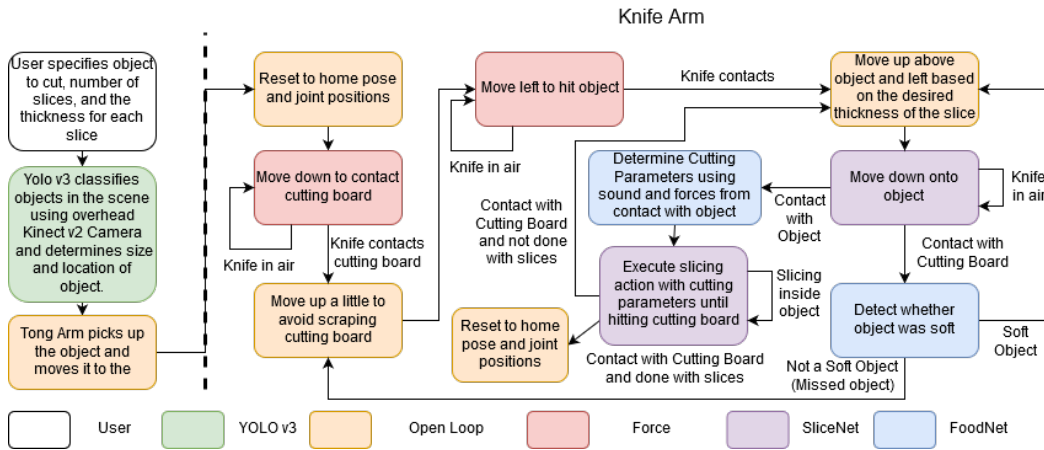 Knife Arm
User specifies object
to cut, number of
slices, and the
thickness for each
slice
Yolo v3 classifies
objects in the scene
using overhead
Kinect v2 Camera
and determines size
and location of
object.
Tong Arm picks up
the object and
moves it to the
Reset to home pose
and joint positions
Move down to contact
cutting board
Knife in air
Knife contacts
cutting board
Move up a little to
avoid scraping
cutting board
Move left to hit object
Knife in air
Knife contacts
Move up above
object and left based
on the desired
thickness of the slice
Move down onto
object
Knife
in air
Contact
with
Object
Determine Cutting
Parameters using
sound and forces from
contact with object
Contact with
Cutting Board
and not done
with slices
Execute slicing
action with cutting
parameters until
hitting cutting board
Slicing
inside
object
Reset to home
pose and joint
positions
Contact with Cutting Board
and done with slices
Contact with
Cutting Board
Detect whether
object was soft
Soft
Object
Not a Soft Object
(Missed object)
User
YOLO v3
Open Loop
Force
SliceNet
FoodNet